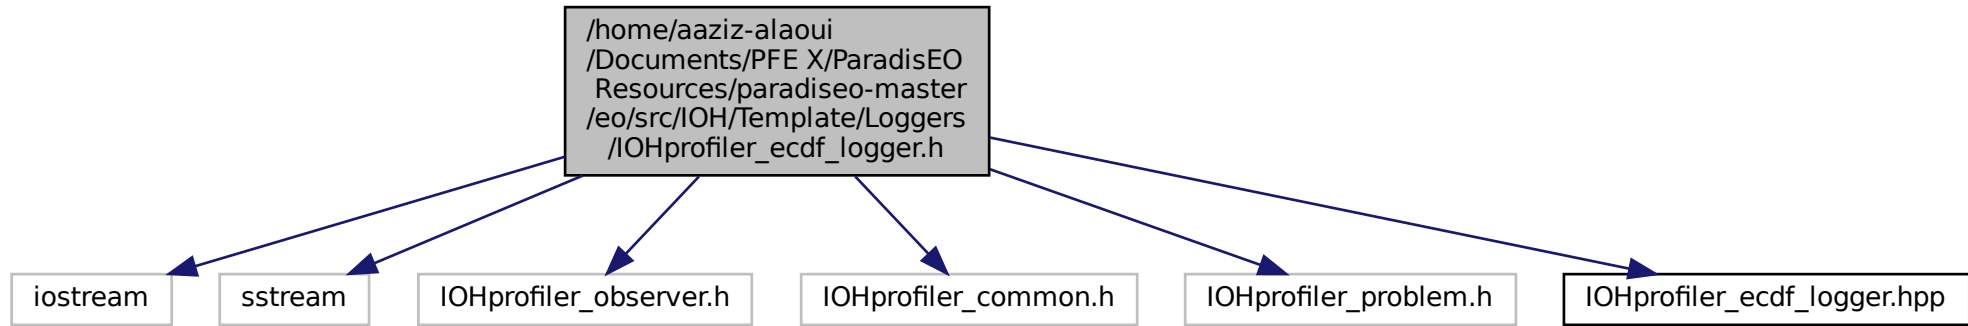 /home/aaziz-alaoui
/Documents/PFE X/ParadisEO
Resources/paradiseo-master
/eo/src/IOH/Template/Loggers
/IOHprofiler_ecdf_logger.h
iostream
sstream
IOHprofiler_observer.h
IOHprofiler_common.h
IOHprofiler_problem.h
IOHprofiler_ecdf_logger.hpp